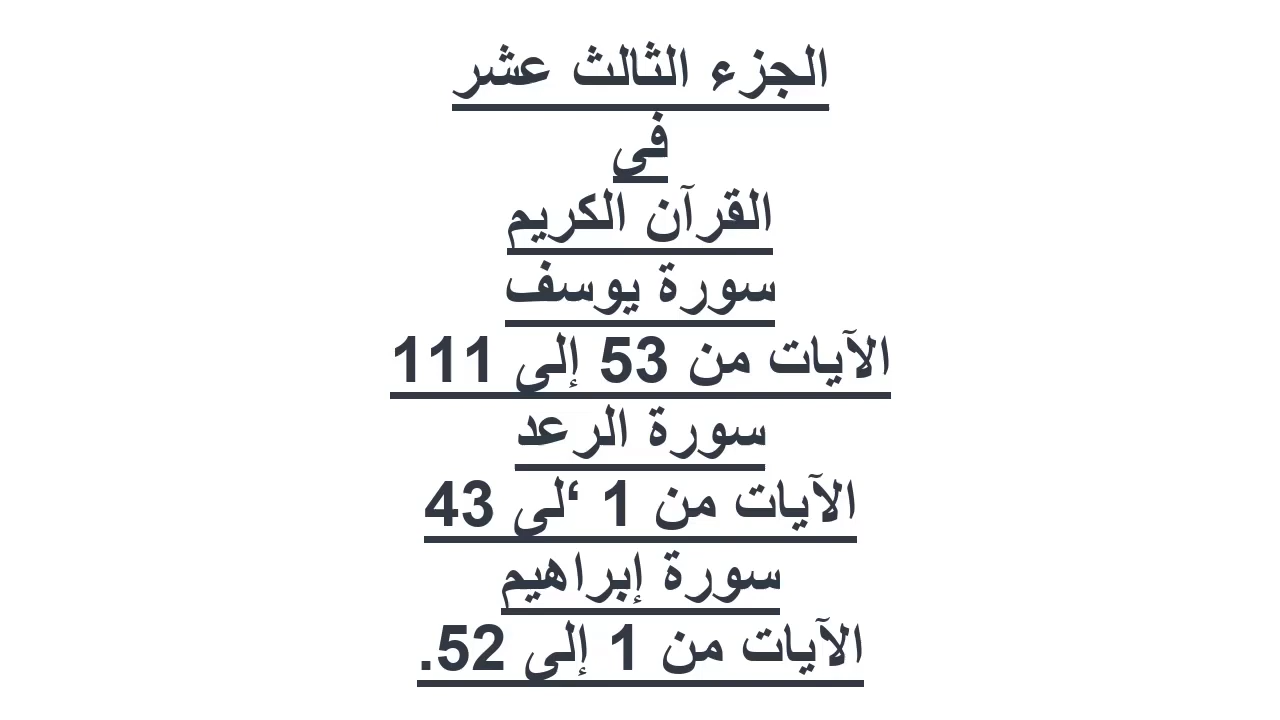 الجزء الثالث عشر
في
القرآن الكريم
سورة يوسف
الآيات من 53 إلى 111
سورة الرعد
الآيات من 1 ‘لى 43
سورة إبراهيم
الآيات من 1 إلى 52.